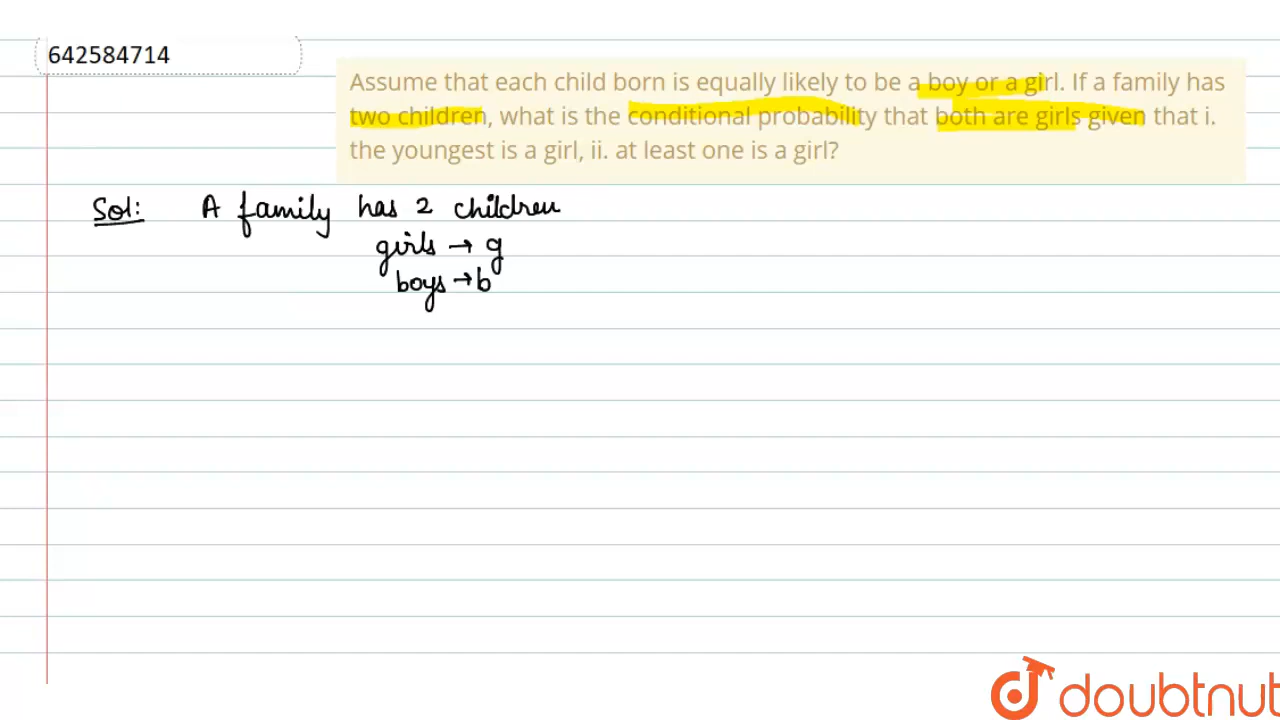 642584714
Assume that each child born is equally likely to be a boy or a girl. If a family has
two children, what is the conditional probability that both are girls given that i.
the youngest is a girl, ii. at least one is a girl?
Sol: A family has 2 children
girls → g
boys → b
doubtnut